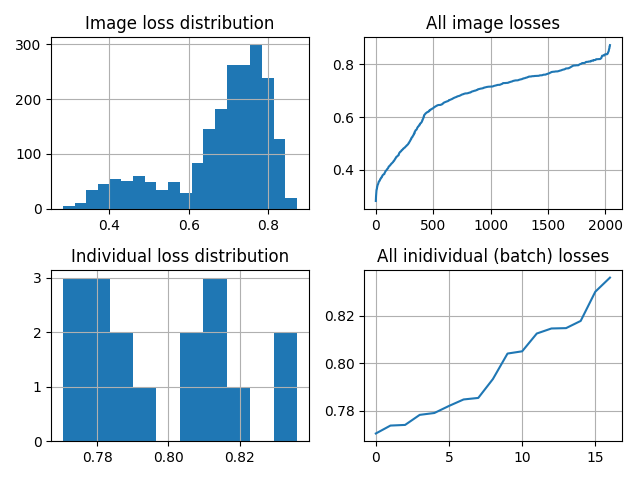 Image loss distribution
300
200
100
0
0.4 0.6 0.8
All image losses
0.8
0.6
0.4
0 500 1000 1500 2000
Individual loss distribution
3
2
1
0
0.78 0.80 0.82
All inidividual (batch) losses
0.82
0.80
0.78
0 5 10 15